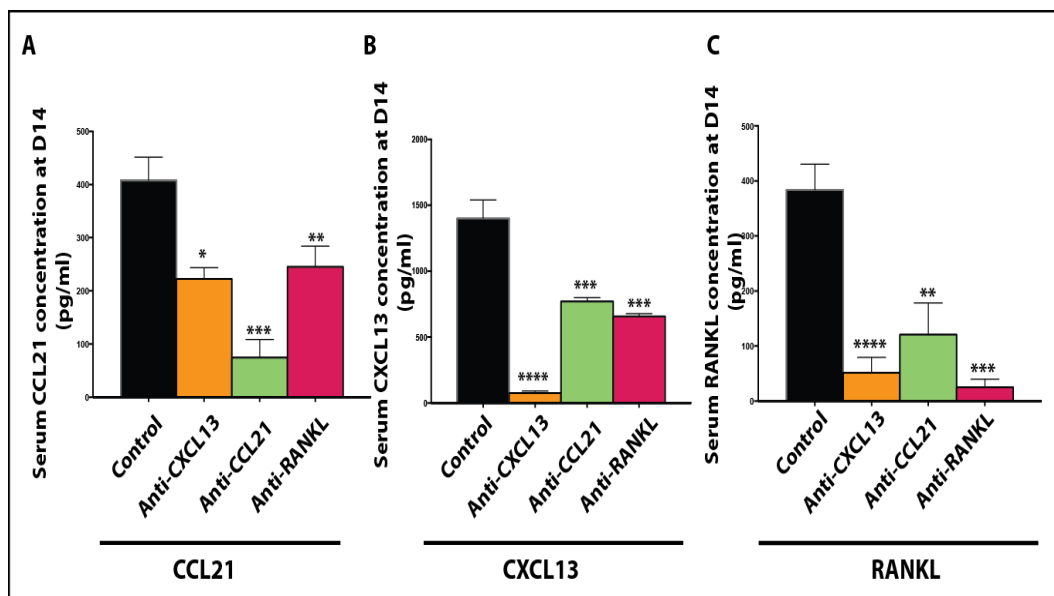 A
B
C
Serum CCL21 concentration at D14
(pg/ml)
500
400
300
200
100
0
*
***
**
Control
Anti-CXCL13
Anti-CCL21
Anti-RANKL
CCL21
Serum CXCL13 concentration at D14
(pg/ml)
2000
1500
1000
500
0
****
***
***
Control
Anti-CXCL13
Anti-CCL21
Anti-RANKL
CXCL13
Serum RANKL concentration at D14
(pg/ml)
500
400
300
200
100
0
****
**
***
Control
Anti-CXCL13
Anti-CCL21
Anti-RANKL
RANKL